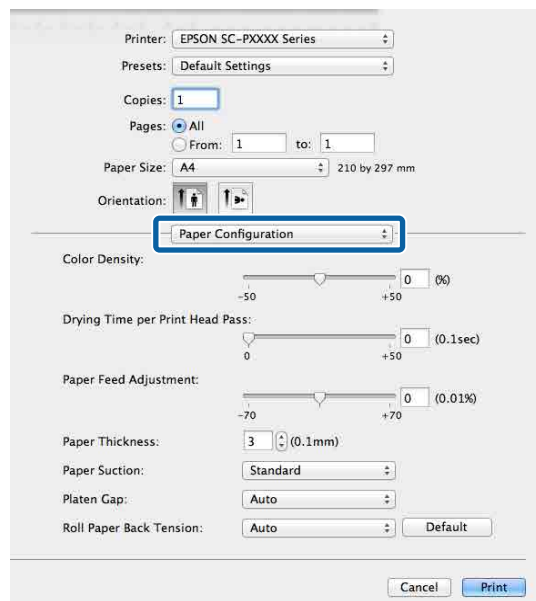 Printer: EPSON SC-PXXXX Series
Presets: Default Settings
Copies: 1
Pages: All
From: 1 to: 1
Paper Size: A4 210 by 297 mm
Orientation:
Paper Configuration
Color Density:
0 (%)
-50 +50
Drying Time per Print Head Pass:
0 (0.1sec)
0 +50
Paper Feed Adjustment:
0 (0.01%)
-70 +70
Paper Thickness: 3 (0.1mm)
Paper Suction: Standard
Platen Gap: Auto
Roll Paper Back Tension: Auto Default
Cancel Print